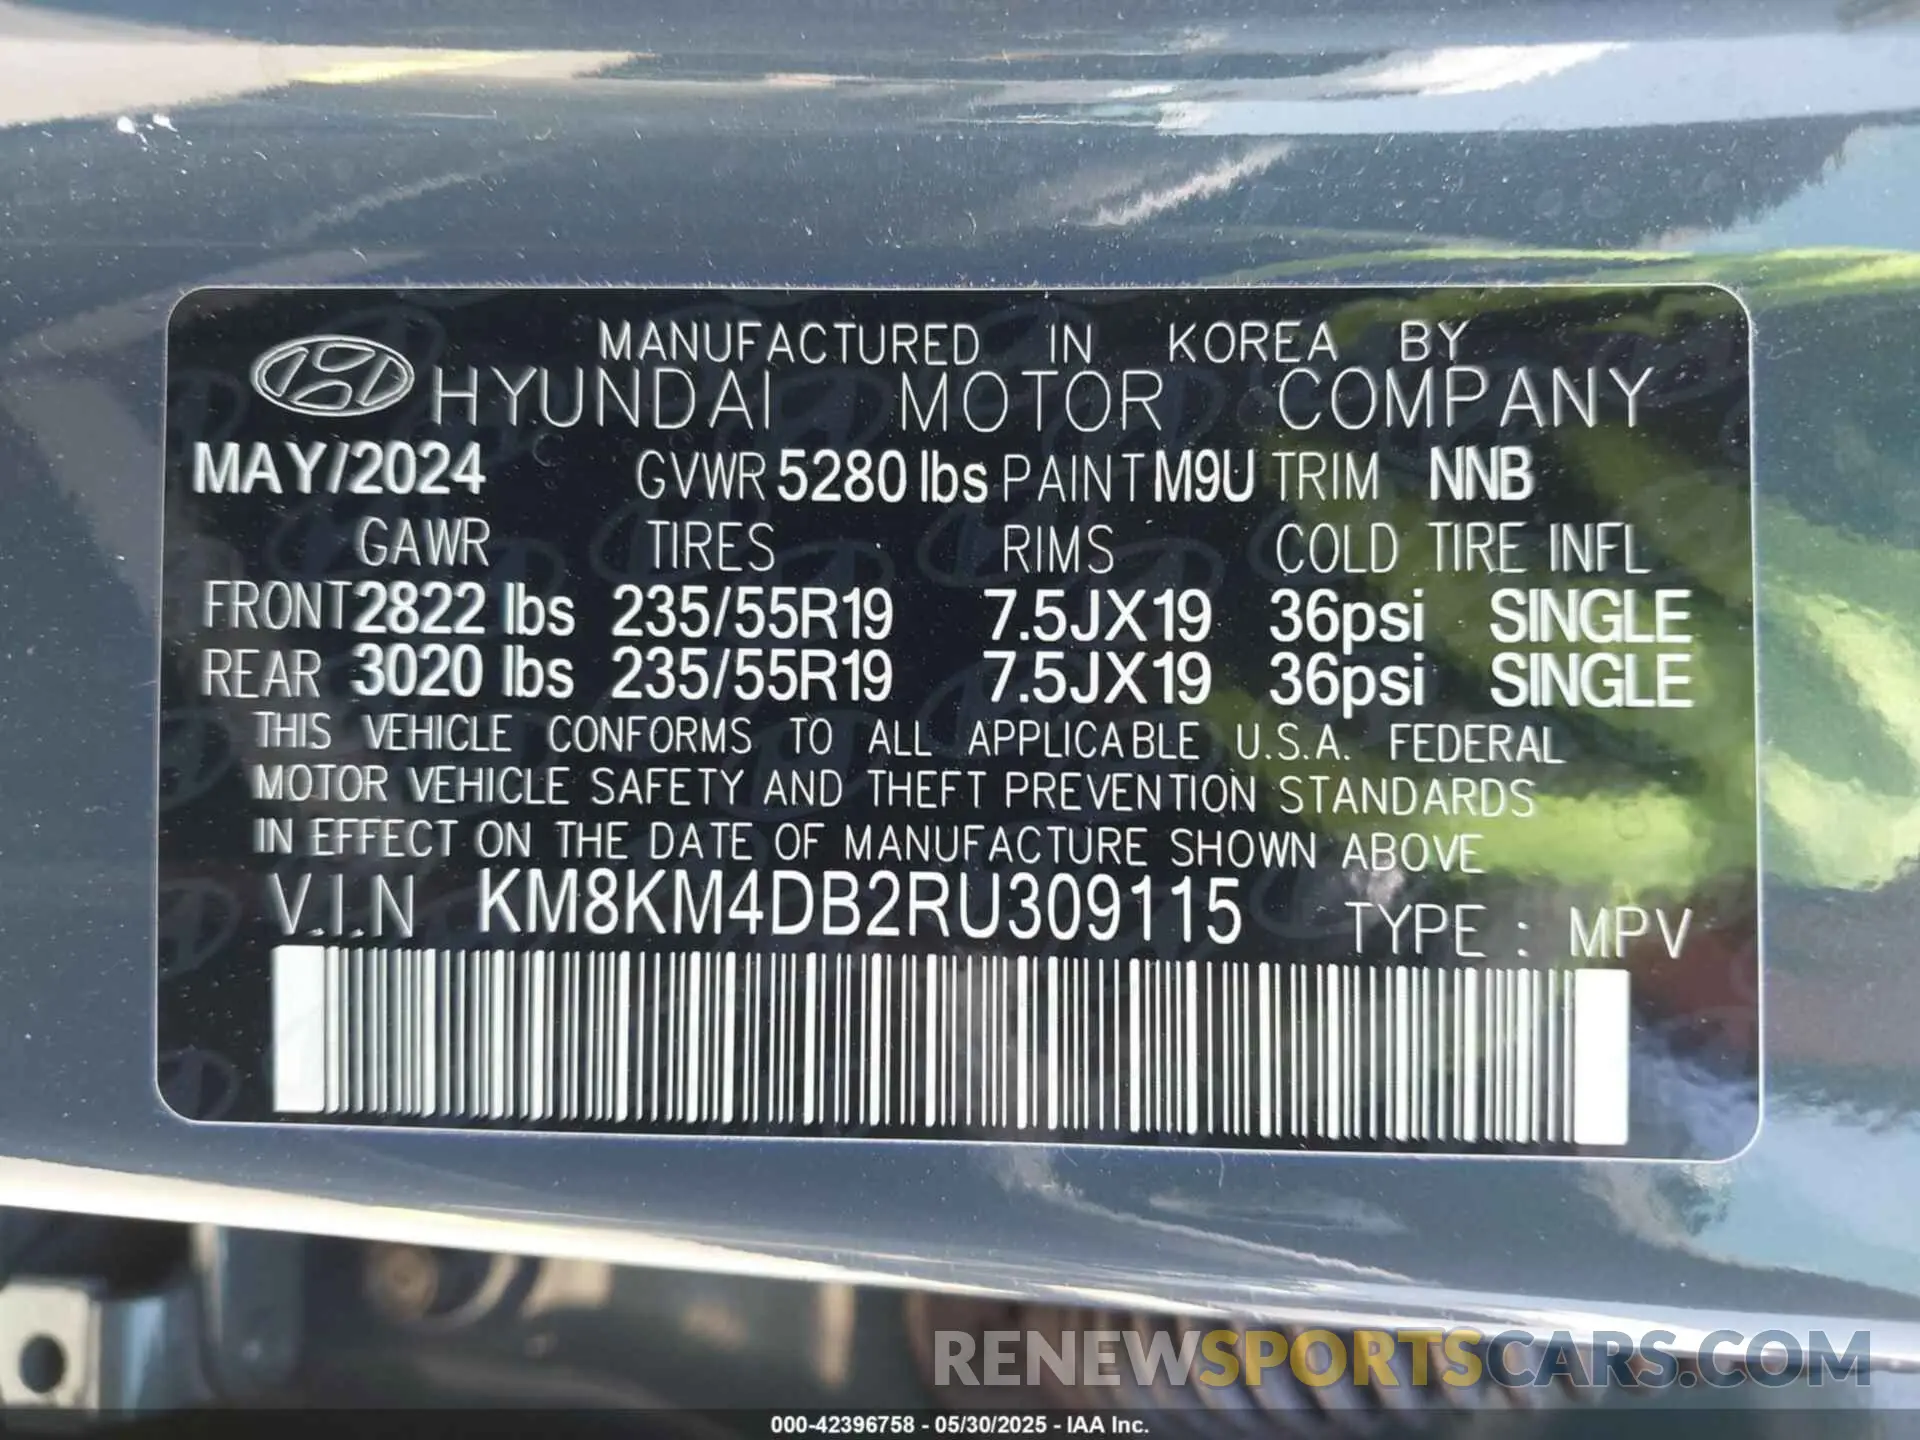 MANUFACTURED IN KOREA BY
HYUNDAI MOTOR COMPANY
MAY/2024 GVWR 5280 lbs PAINT M9U TRIM NNB
GAWR TIRES RIMS COLD TIRE INFL
FRONT 2822 lbs 235/55R19 7.5JX19 36psi SINGLE
REAR 3020 lbs 235/55R19 7.5JX19 36psi SINGLE
THIS VEHICLE CONFORMS TO ALL APPLICABLE U.S.A. FEDERAL
MOTOR VEHICLE SAFETY AND THEFT PREVENTION STANDARDS
IN EFFECT ON THE DATE OF MANUFACTURE SHOWN ABOVE
V.I.N KM8KM4DB2RU309115 TYPE : MPV
RENEWSPORTSCARS.COM
000-42396758 - 05/30/2025 - IAA Inc.